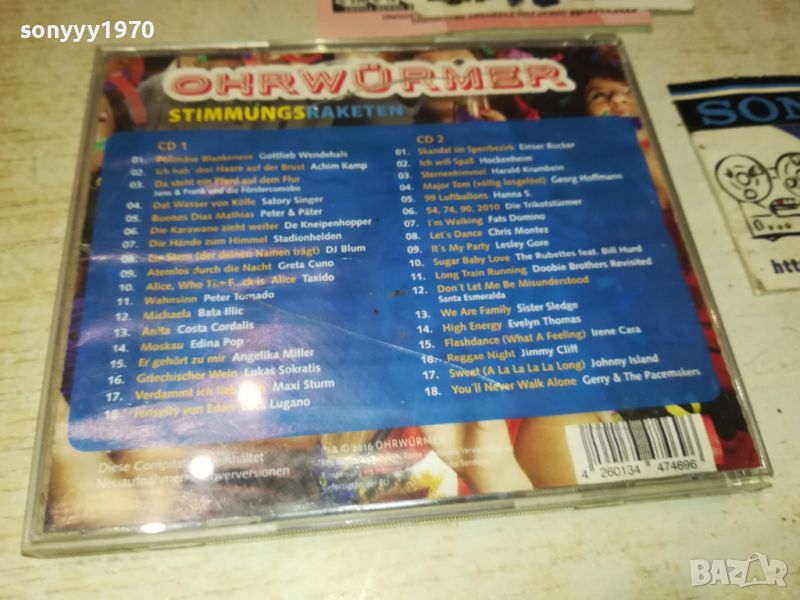 sonyyy1970
SON
OHRWÜRMER
STIMMUNGSRAKETEN
CD 1
01. Polonäse Blankenese Gottlieb Wendehals
02. Ich hab' drei Haare auf der Brust Achim Kamp
03. Da steht ein Pferd auf dem Flur
Jens & Frank und die Förstercombo
04. Dat Wasser von Kölle Satory Singer
05. Buenos Dias Mathias Peter & Päter
06. Die Karawane zieht weiter De Kneipenhopper
07. Die Hände zum Himmel Stadionhelden
08. Ein Stern (der deinen Namen trägt) DJ Blum
09. Atemlos durch die Nacht Greta Cuno
10. Alice, Who The F..ck is Alice Taxido
11. Wahnsinn Peter Tornado
12. Michaela Bata Illic
13. Anita Costa Cordalis
14. Moskau Edina Pop
15. Er gehört zu mir Angelika Miller
16. Griechischer Wein Lukas Sokratis
17. Verdammt ich lieb Maxi Sturm
18. Jenseits von Eden Lugano
CD 2
01. Skandal im Sperrbezirk Einser Rocker
02. Ich will Spaß Hockenheim
03. Sternenhimmel Harald Krumbein
04. Major Tom (völlig losgelöst) Georg Hoffmann
05. 99 Luftballons Hanna S.
06. 54, 74, 90, 2010 Die Trikotstürmer
07. I'm Walking Fats Domino
08. Let's Dance Chris Montez
09. It's My Party Lesley Gore
10. Sugar Baby Love The Rubettes feat. Bill Hurd
11. Long Train Running Doobie Brothers Revisited
12. Don't Let Me Be Misunderstood
Santa Esmeralda
13. We Are Family Sister Sledge
14. High Energy Evelyn Thomas
15. Flashdance (What A Feeling) Irene Cara
16. Reggae Night Jimmy Cliff
17. Sweat (A La La La La Long) Johnny Island
18. You'll Never Walk Alone Gerry & The Pacemakers
Diese Compilation
Neuaufnahmen Coverversionen
℗ & © 2016 OHRWÜRMER
4 260134 474696
htt
BAZAR